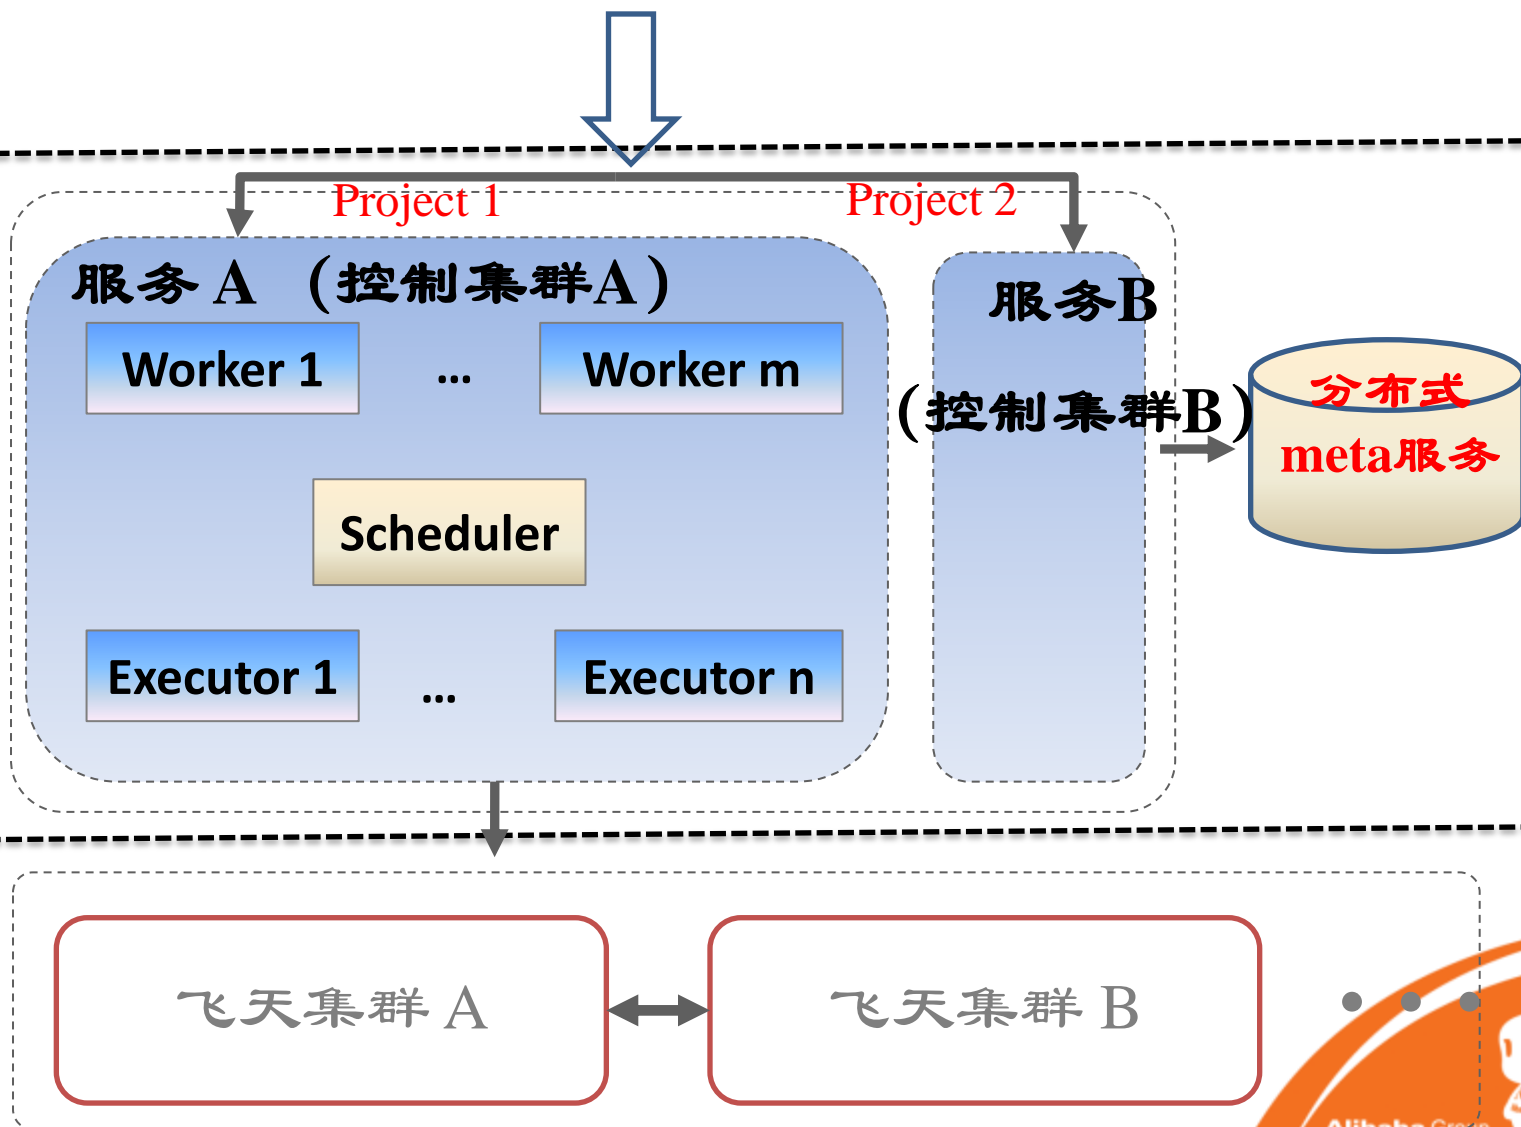 Project 1
Project 2
服务 A （控制集群A）
服务B
（控制集群B）
Worker 1
...
Worker m
分布式
meta服务
Scheduler
Executor 1
...
Executor n
飞天集群 A
飞天集群 B
• • •
Alibaba Group